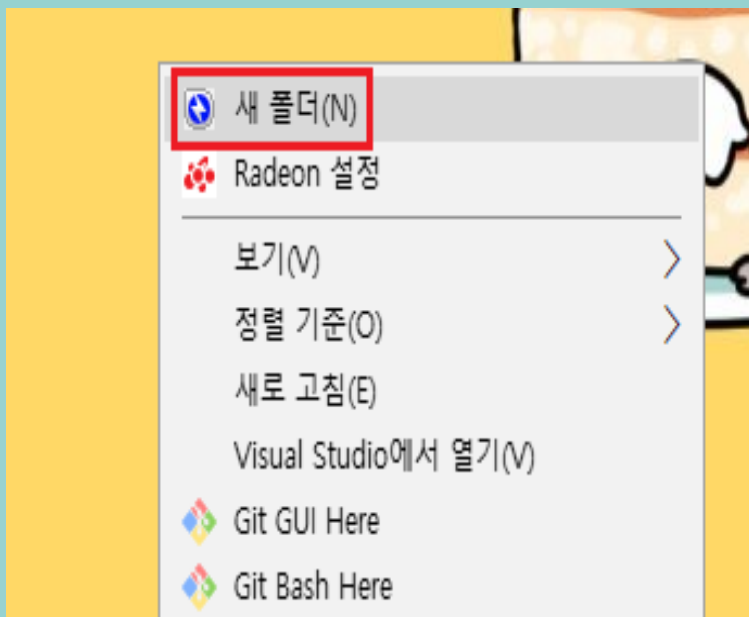 새 폴더(N)
Radeon 설정
보기(V)
정렬 기준(O)
새로 고침(E)
Visual Studio에서 열기(V)
Git GUI Here
Git Bash Here